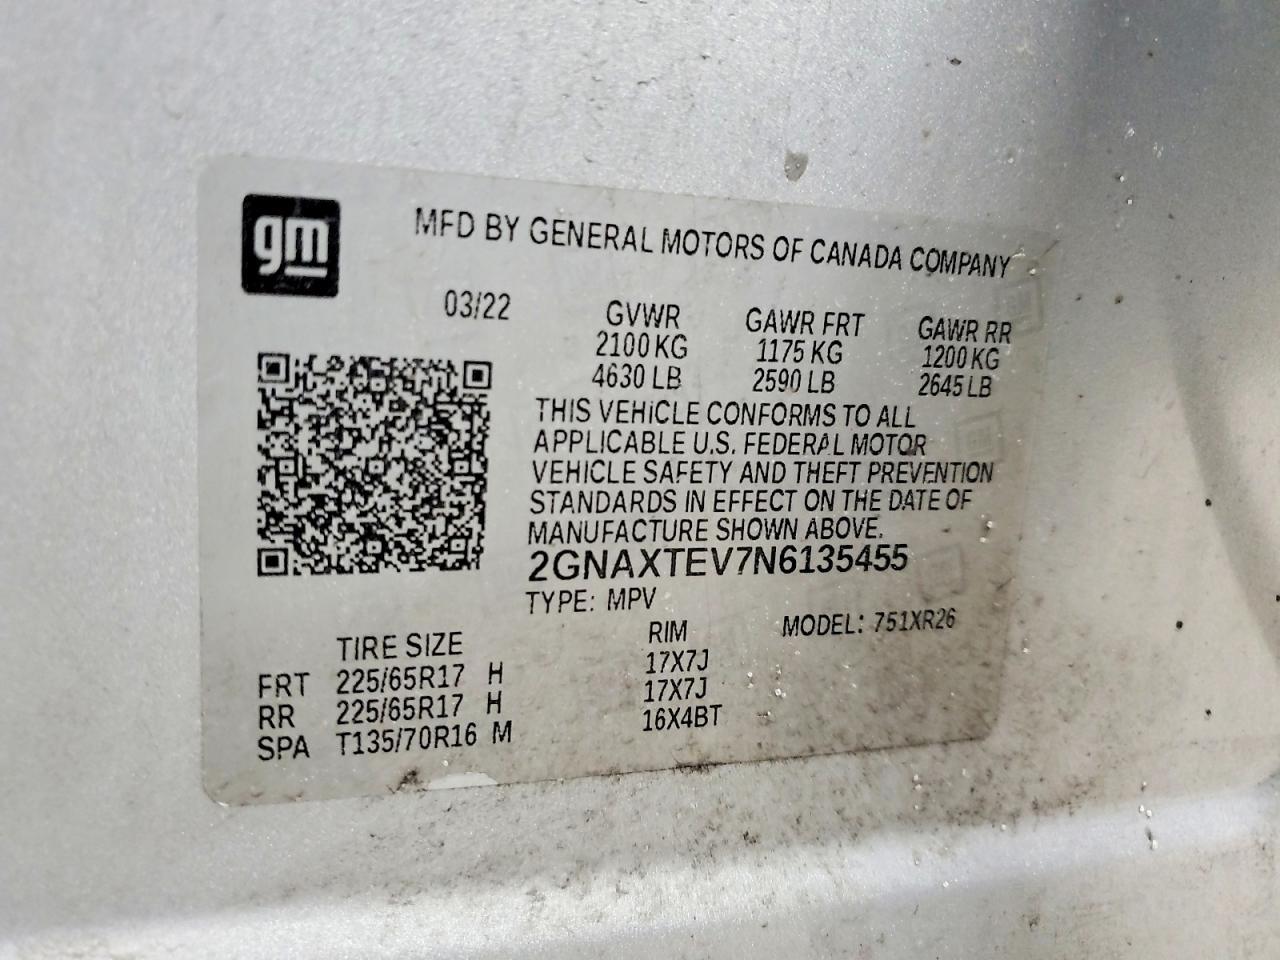 gm
MFD BY GENERAL MOTORS OF CANADA COMPANY
03/22 GVWR GAWR FRT GAWR RR
2100 KG 1175 KG 1200 KG
4630 LB 2590 LB 2645 LB
THIS VEHICLE CONFORMS TO ALL
APPLICABLE U.S. FEDERAL MOTOR
VEHICLE SAFETY AND THEFT PREVENTION
STANDARDS IN EFFECT ON THE DATE OF
MANUFACTURE SHOWN ABOVE.
2GNAXTEV7N6135455
TYPE: MPV MODEL: 751XR26
TIRE SIZE RIM
FRT 225/65R17 H 17X7J
RR 225/65R17 H 17X7J
SPA T135/70R16 M 16X4BT